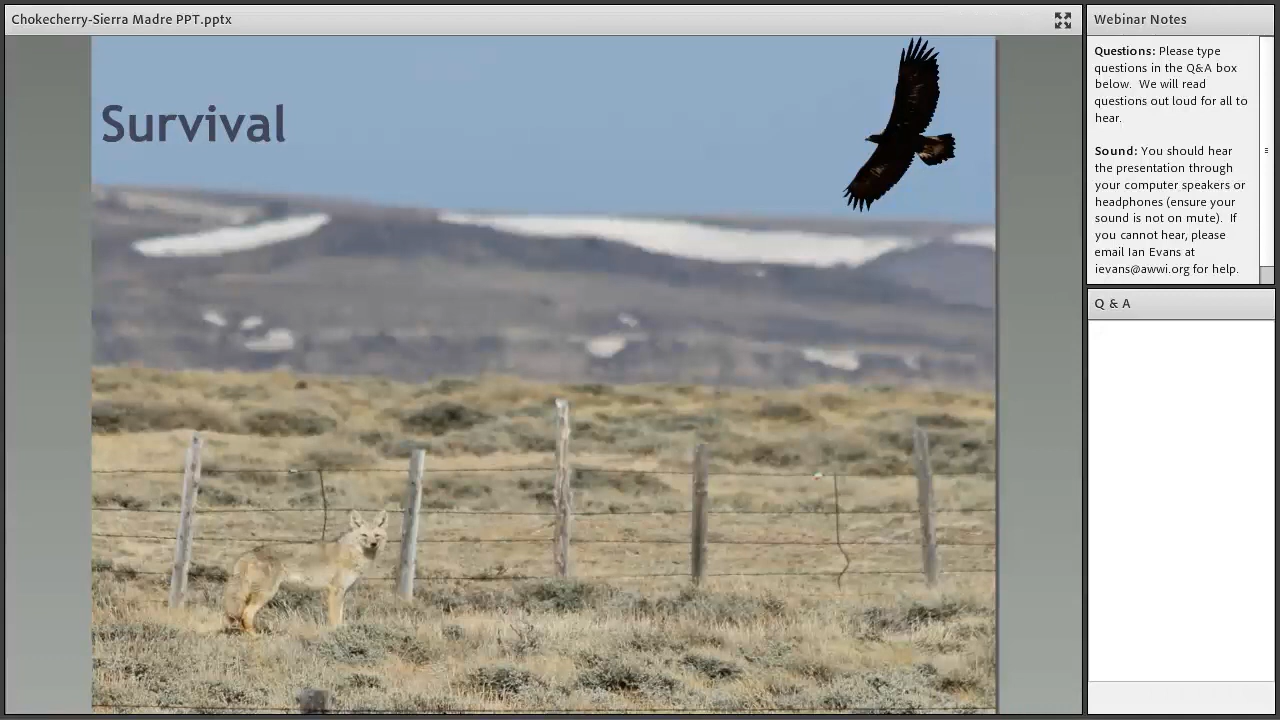 Chokecherry-Sierra Madre PPT.pptx
Survival
Webinar Notes
Questions: Please type
questions in the Q&A box
below.  We will read
questions out loud for all to
hear.
Sound: You should hear
the presentation through
your computer speakers or
headphones (ensure your
sound is not on mute).  If
you cannot hear, please
email Ian Evans at
ievans@awwi.org for help.
Q & A